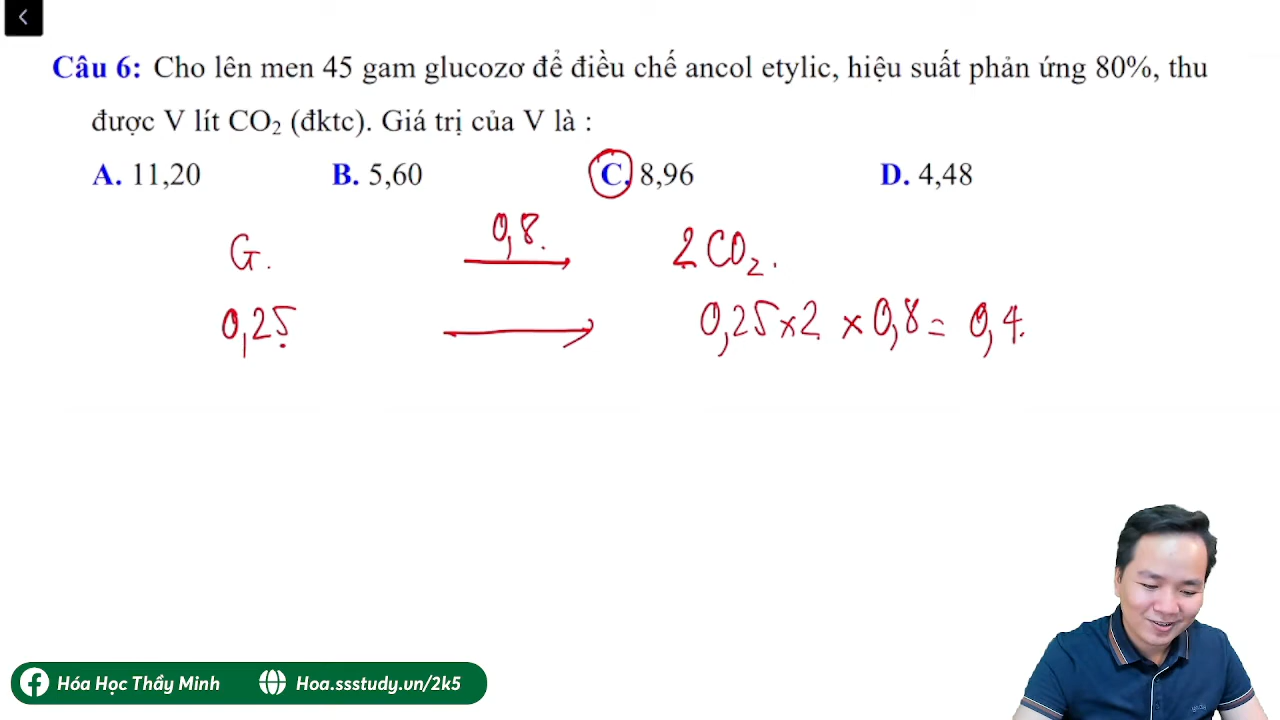 Câu 6: Cho lên men 45 gam glucozơ để điều chế ancol etylic, hiệu suất phản ứng 80%, thu
được V lít CO₂ (đktc). Giá trị của V là :
A. 11,20 B. 5,60 C. 8,96 D. 4,48
G. 0,8. 2CO₂.
0,25 0,25×2 × 0,8 = 0,4.
Hóa Học Thầy Minh Hoa.ssstudy.vn/2k5